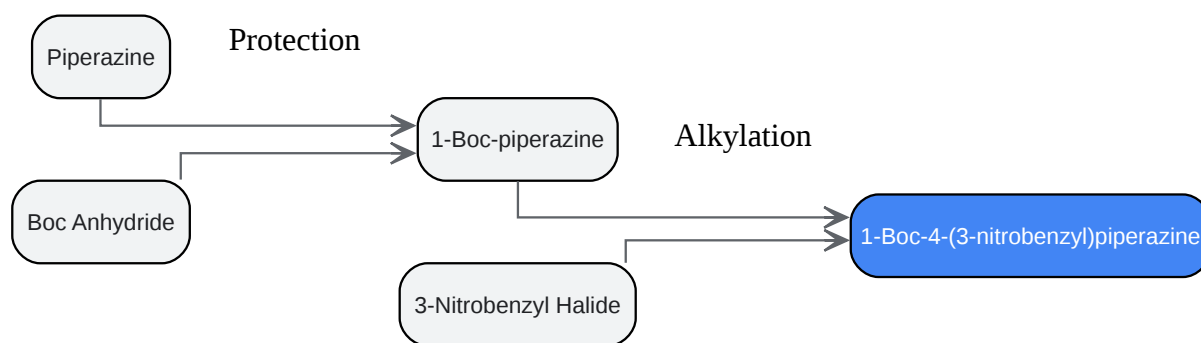 Piperazine
Protection
1-Boc-piperazine
Alkylation
Boc Anhydride
1-Boc-4-(3-nitrobenzyl)piperazine
3-Nitrobenzyl Halide